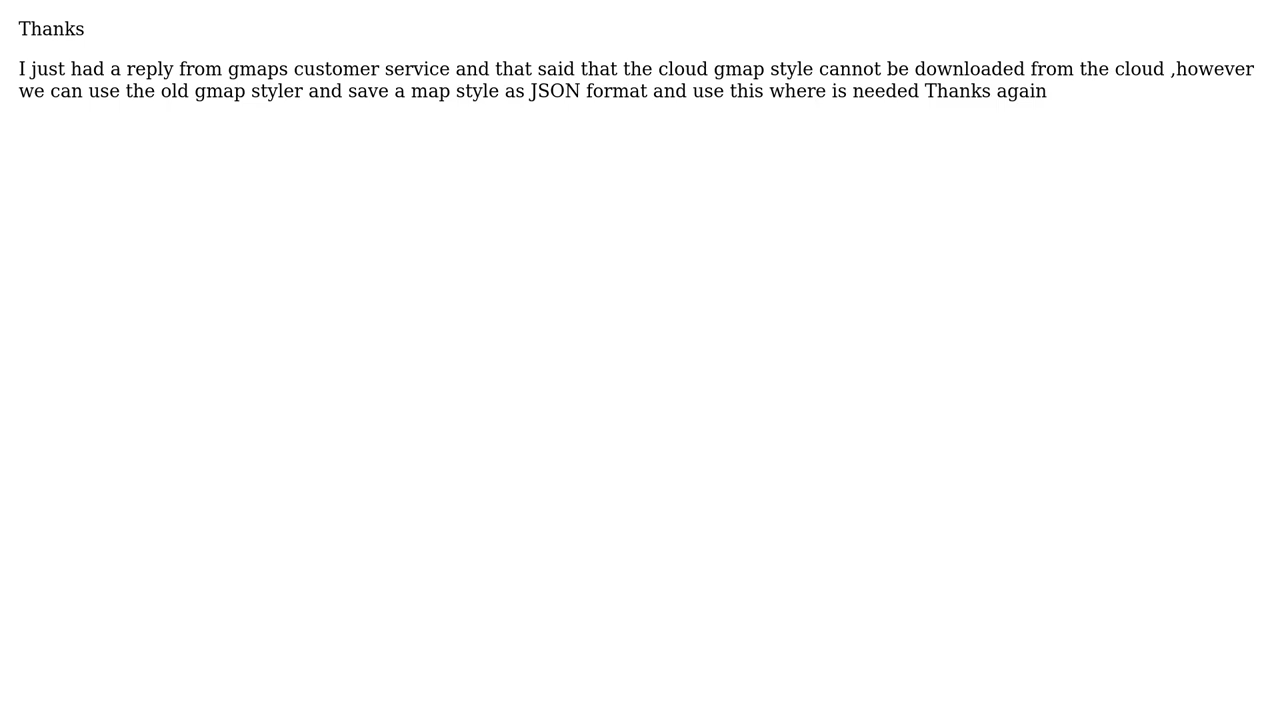 Thanks
I just had a reply from gmaps customer service and that said that the cloud gmap style cannot be downloaded from the cloud ,however
we can use the old gmap styler and save a map style as JSON format and use this where is needed Thanks again